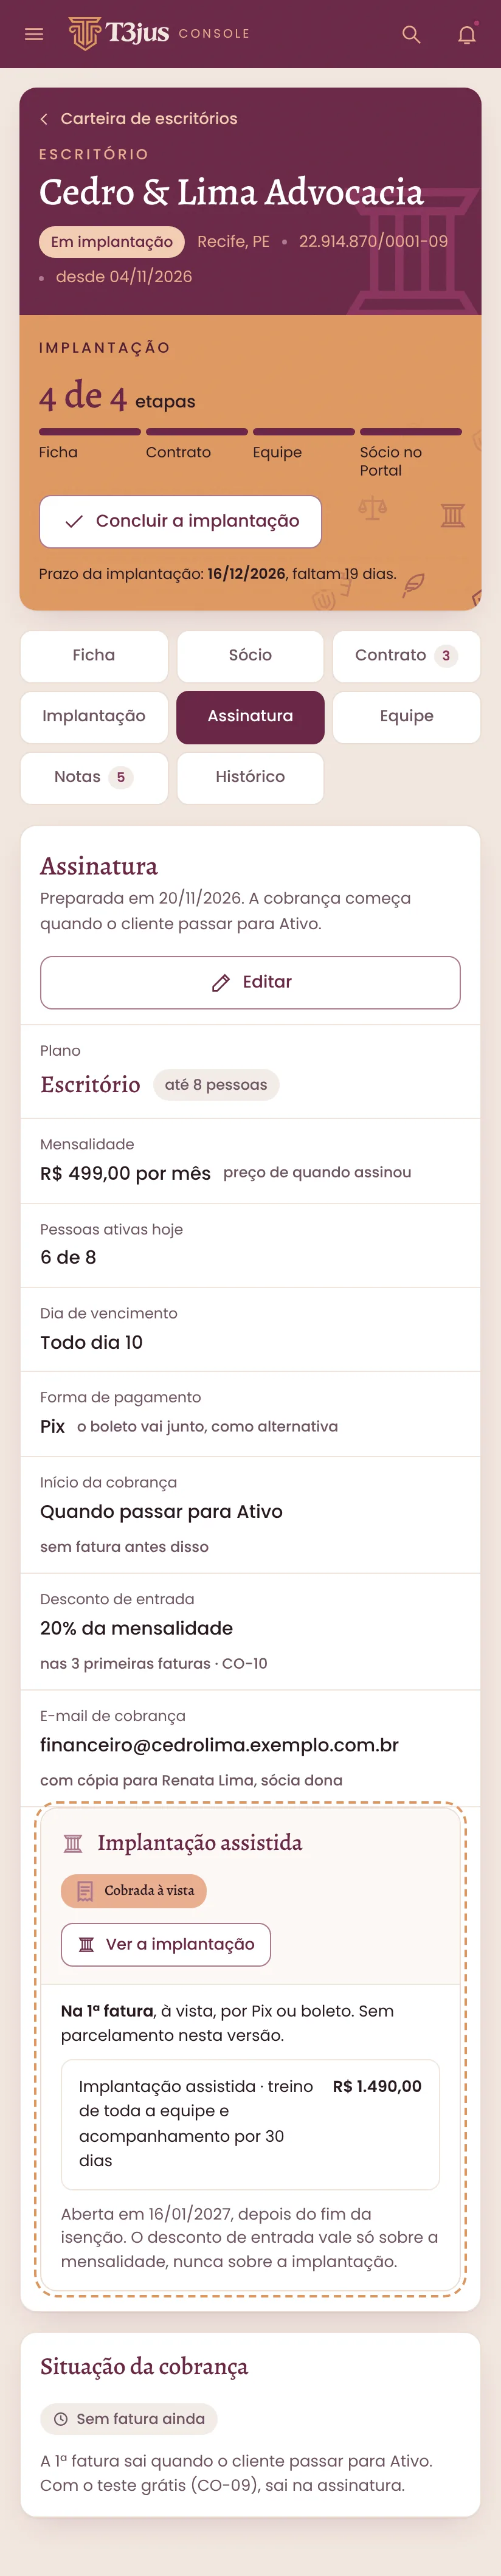 T3jus CONSOLE
Carteira de escritórios
ESCRITÓRIO
Cedro & Lima Advocacia
Em implantação Recife, PE • 22.914.870/0001-09
• desde 04/11/2026
IMPLANTAÇÃO
4 de 4 etapas
Ficha Contrato Equipe Sócio no
Portal
Concluir a implantação
Prazo da implantação: 16/12/2026, faltam 19 dias.
Ficha Sócio Contrato 3
Implantação Assinatura Equipe
Notas 5 Histórico
Assinatura
Preparada em 20/11/2026. A cobrança começa
quando o cliente passar para Ativo.
Editar
Plano
Escritório até 8 pessoas
Mensalidade
R$ 499,00 por mês preço de quando assinou
Pessoas ativas hoje
6 de 8
Dia de vencimento
Todo dia 10
Forma de pagamento
Pix o boleto vai junto, como alternativa
Início da cobrança
Quando passar para Ativo
sem fatura antes disso
Desconto de entrada
20% da mensalidade
nas 3 primeiras faturas · CO-10
E-mail de cobrança
financeiro@cedrolima.exemplo.com.br
com cópia para Renata Lima, sócia dona
Implantação assistida
Cobrada à vista
Ver a implantação
Na 1ª fatura, à vista, por Pix ou boleto. Sem
parcelamento nesta versão.
Implantação assistida · treino R$ 1.490,00
de toda a equipe e
acompanhamento por 30
dias
Aberta em 16/01/2027, depois do fim da
isenção. O desconto de entrada vale só sobre a
mensalidade, nunca sobre a implantação.
Situação da cobrança
Sem fatura ainda
A 1ª fatura sai quando o cliente passar para Ativo.
Com o teste grátis (CO-09), sai na assinatura.